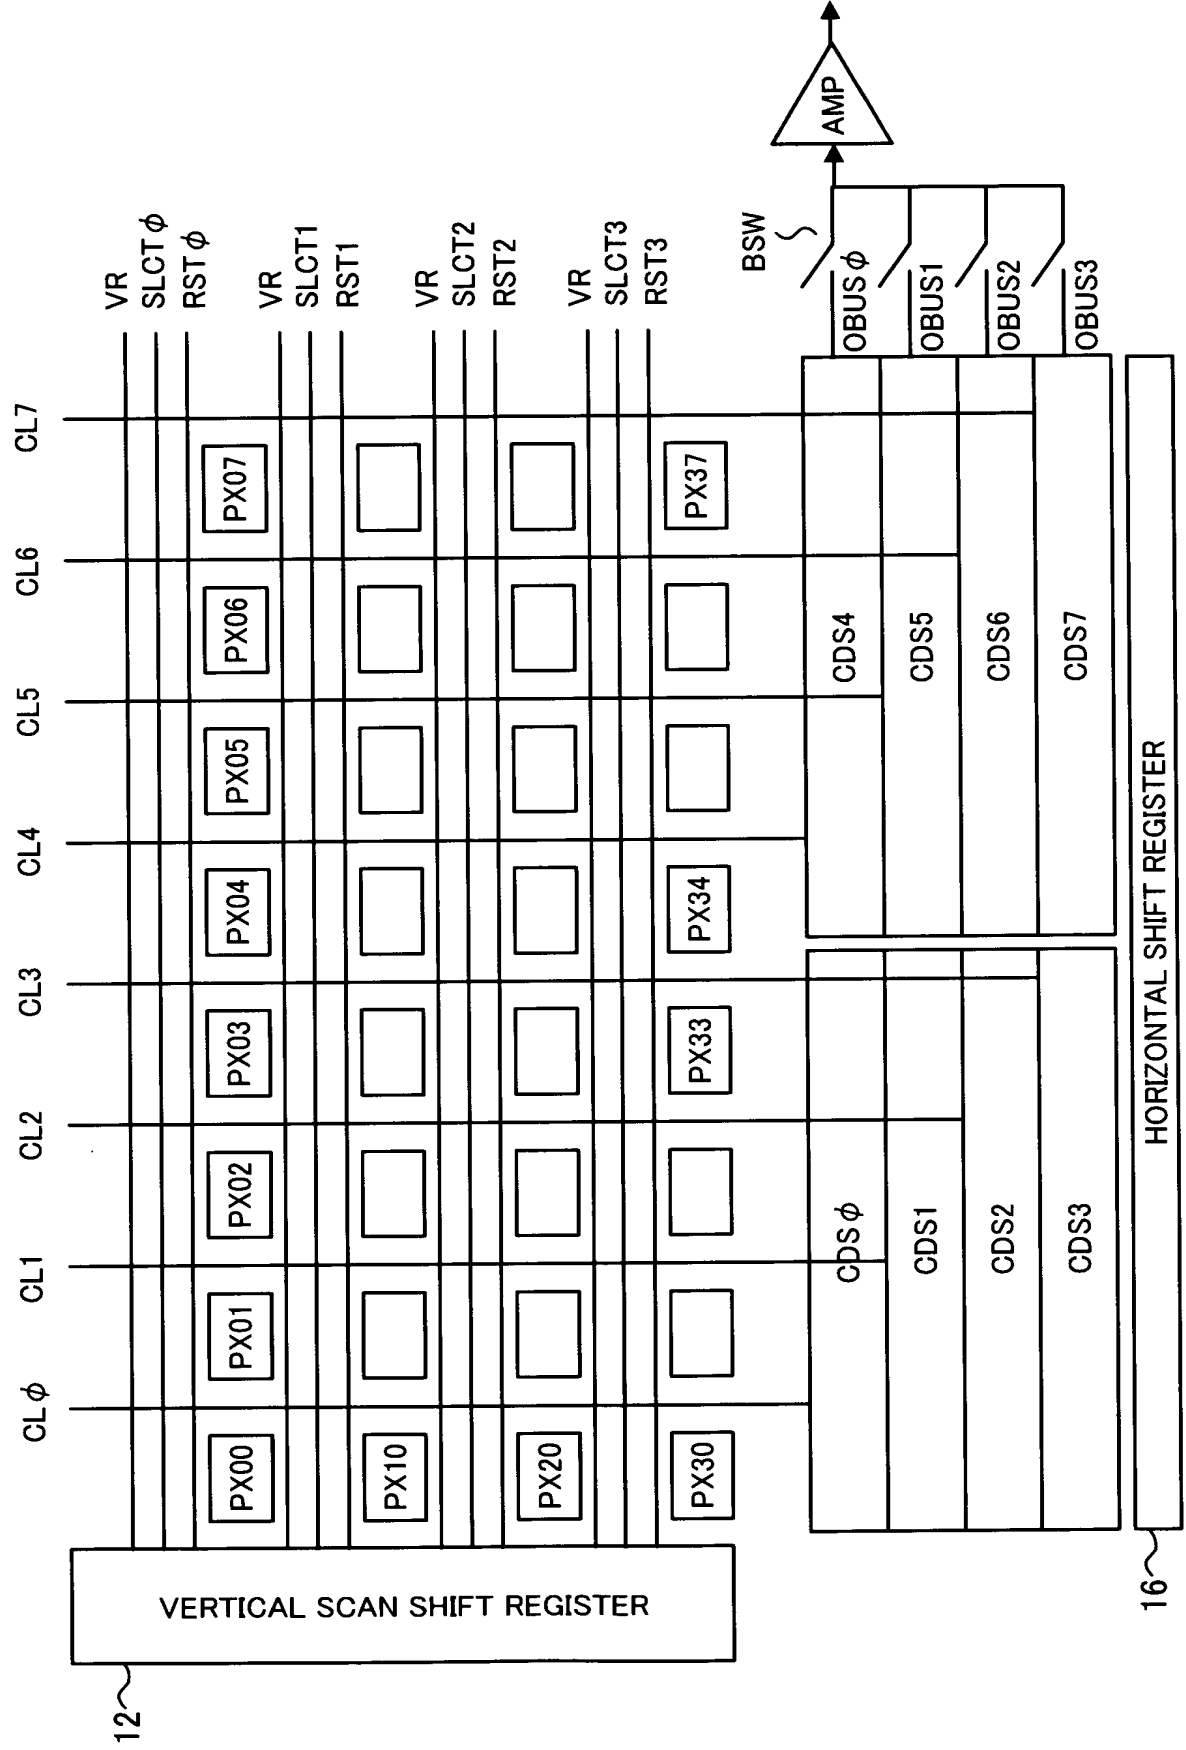 CLφ
CL1
CL2
CL3
CL4
CL5
CL6
CL7
VR
SLCTφ
RSTφ
PX00
PX01
PX02
PX03
PX04
PX05
PX06
PX07
VR
SLCT1
RST1
PX10
VR
SLCT2
RST2
PX20
VR
SLCT3
RST3
PX30
PX33
PX34
PX37
12
VERTICAL SCAN SHIFT REGISTER
BSW
AMP
CDSφ
CDS4
OBUSφ
CDS1
CDS5
OBUS1
CDS2
CDS6
OBUS2
CDS3
CDS7
OBUS3
16
HORIZONTAL SHIFT REGISTER